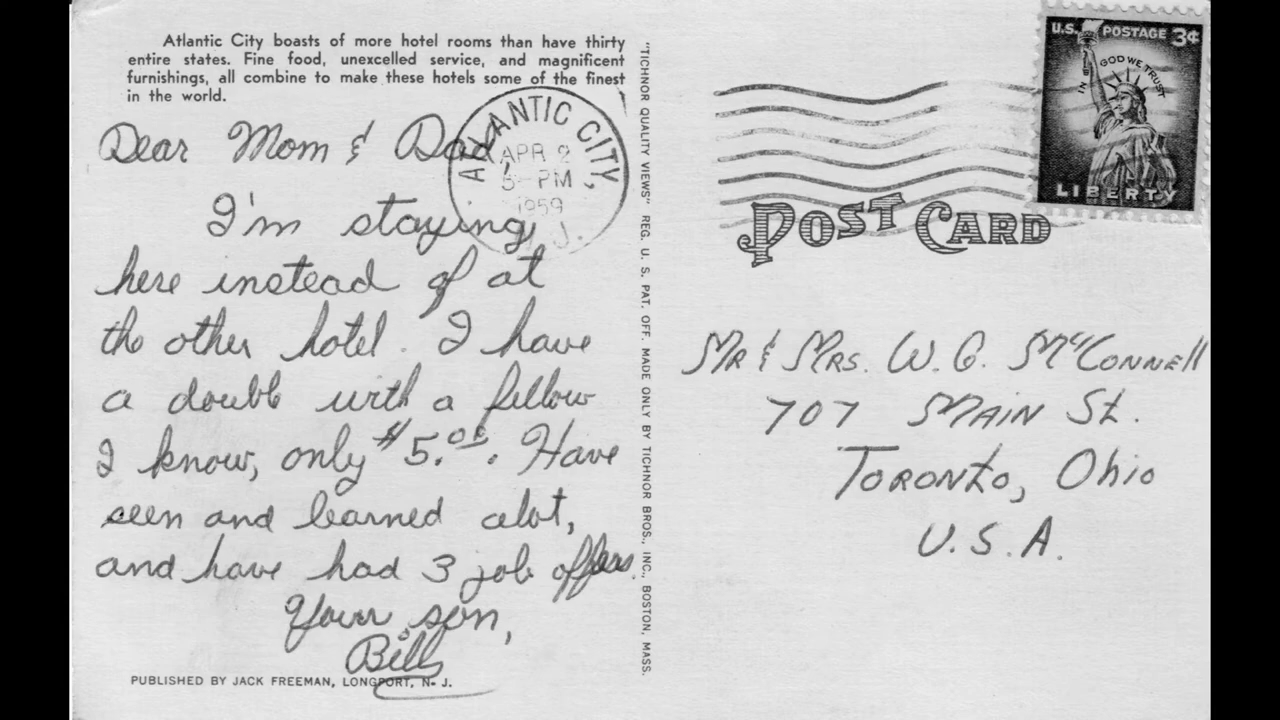 Atlantic City boasts of more hotel rooms than have thirty
entire states. Fine food, unexcelled service, and magnificent
furnishings, all combine to make these hotels some of the finest
in the world.
Dear Mom & Dad
I'm staying
here instead of at
the other hotel. I have
a double with a fellow
I know, only $5.00. Have
seen and learned alot,
and have had 3 job offers.
Your son,
Bill
PUBLISHED BY JACK FREEMAN, LONGPORT, N. J.
ATLANTIC CITY
APR 2
5- PM
1959
N. J.
"TICHNOR QUALITY VIEWS" REG. U. S. PAT. OFF. MADE ONLY BY TICHNOR BROS., INC., BOSTON, MASS.
U.S. POSTAGE 3¢
IN GOD WE TRUST
LIBERTY
POST CARD
MR & MRS. W. G. McCONNELL
707 MAIN St.
TORONTO, Ohio
U.S.A.